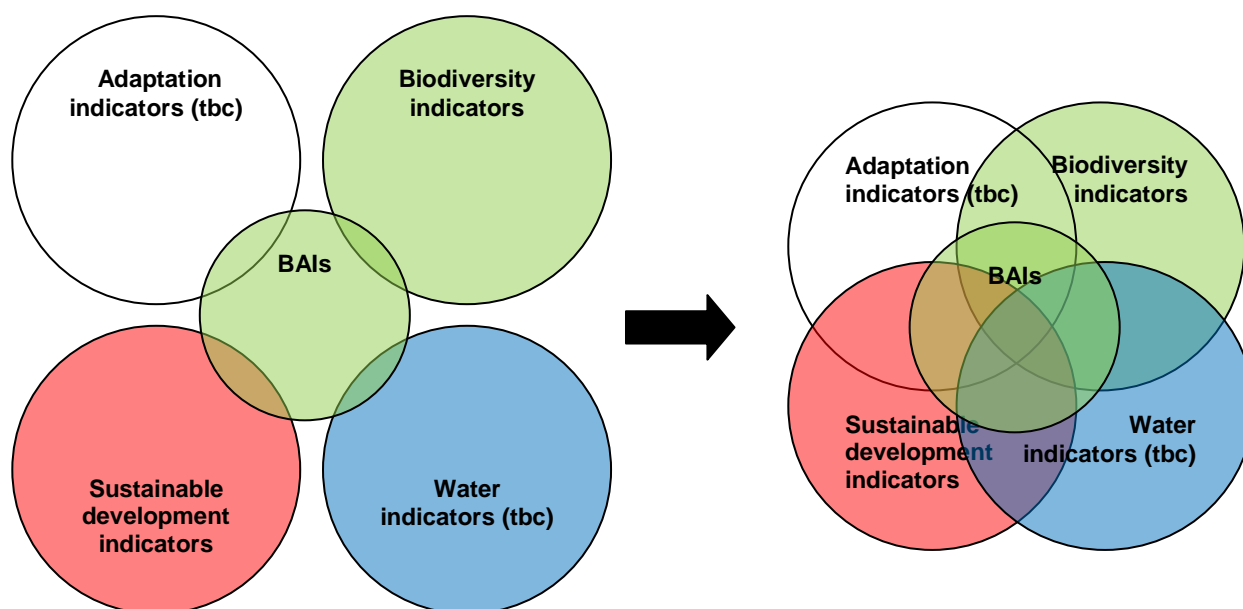 Adaptation
indicators (tbc)
Biodiversity
indicators
BAIs
Sustainable
development
indicators
Water
indicators (tbc)
Adaptation
indicators (tbc)
Biodiversity
indicators
BAIs
Sustainable
development
indicators
Water
indicators (tbc)